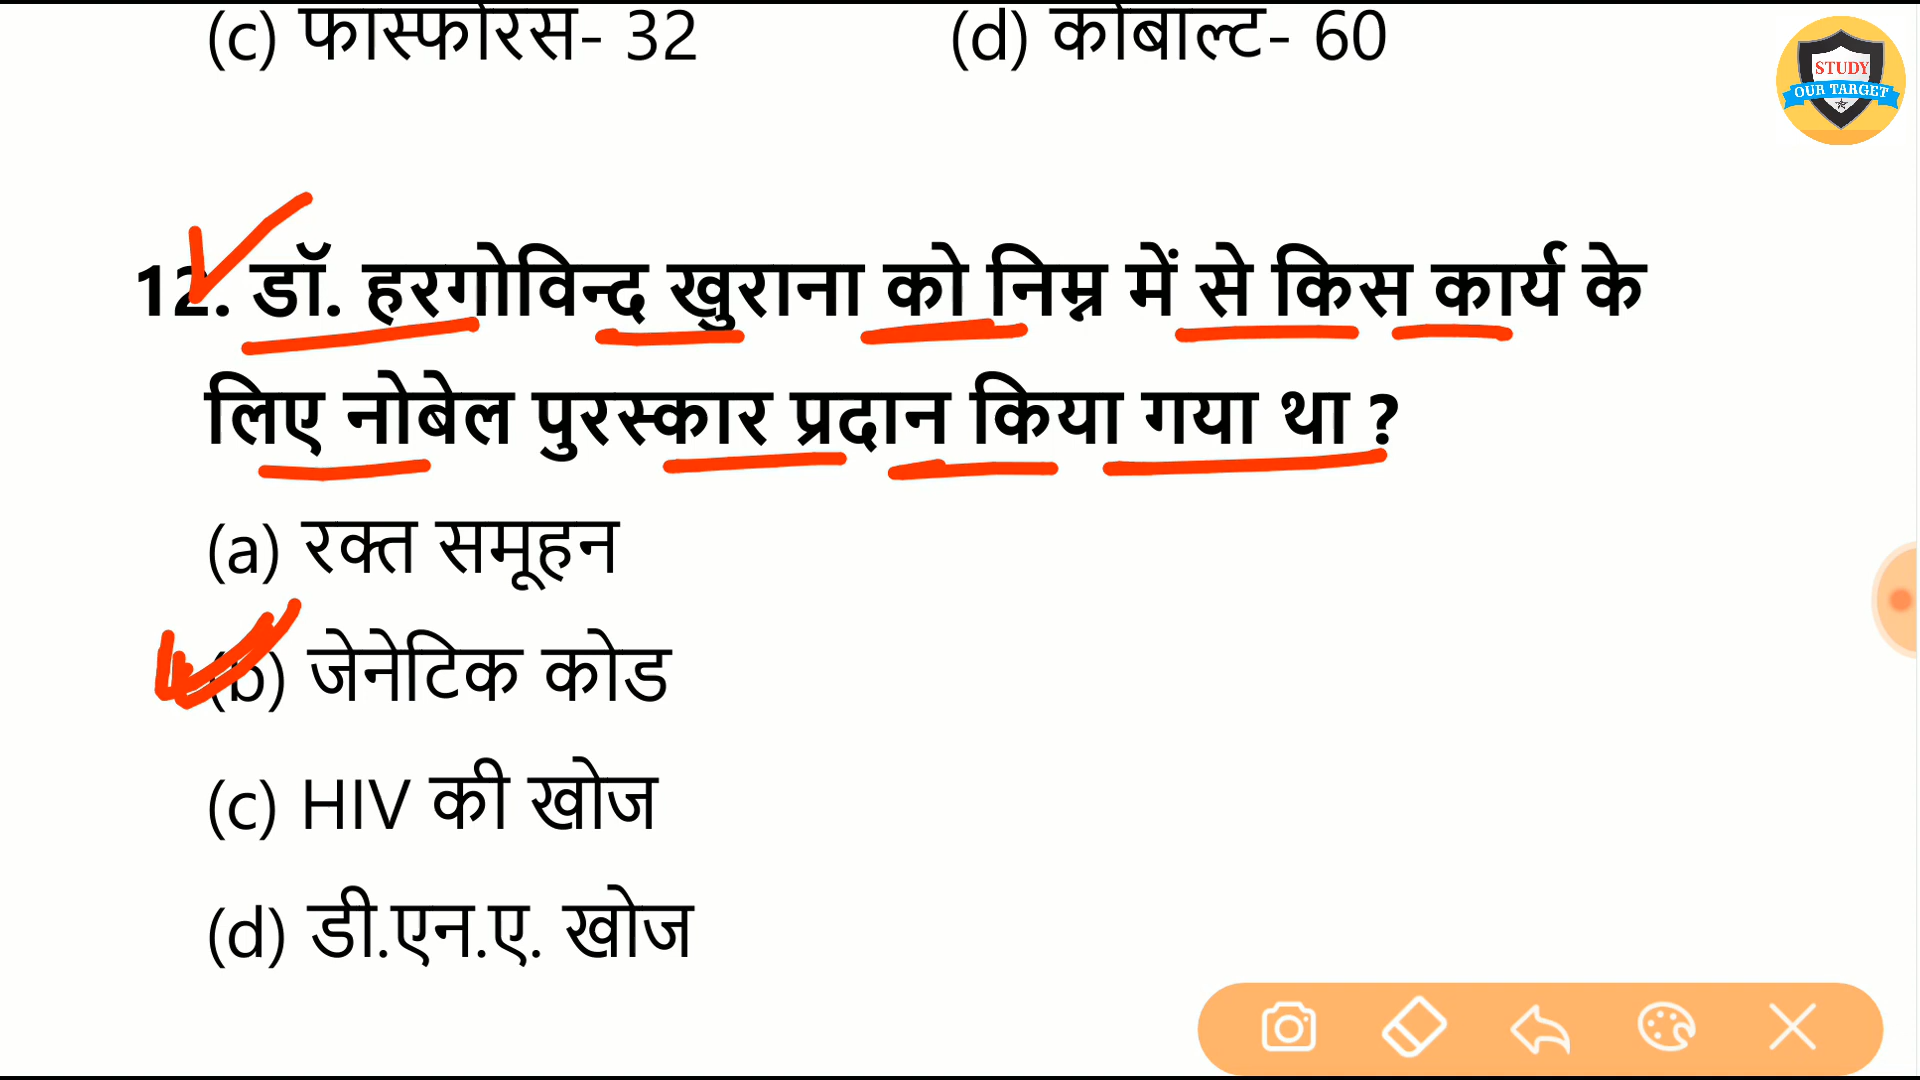 (c) फास्फोरस- 32 (d) कोबाल्ट- 60
STUDY
OUR TARGET
12. डॉ. हरगोविन्द खुराना को निम्न में से किस कार्य के
लिए नोबेल पुरस्कार प्रदान किया गया था ?
(a) रक्त समूहन
(b) जेनेटिक कोड
(c) HIV की खोज
(d) डी.एन.ए. खोज